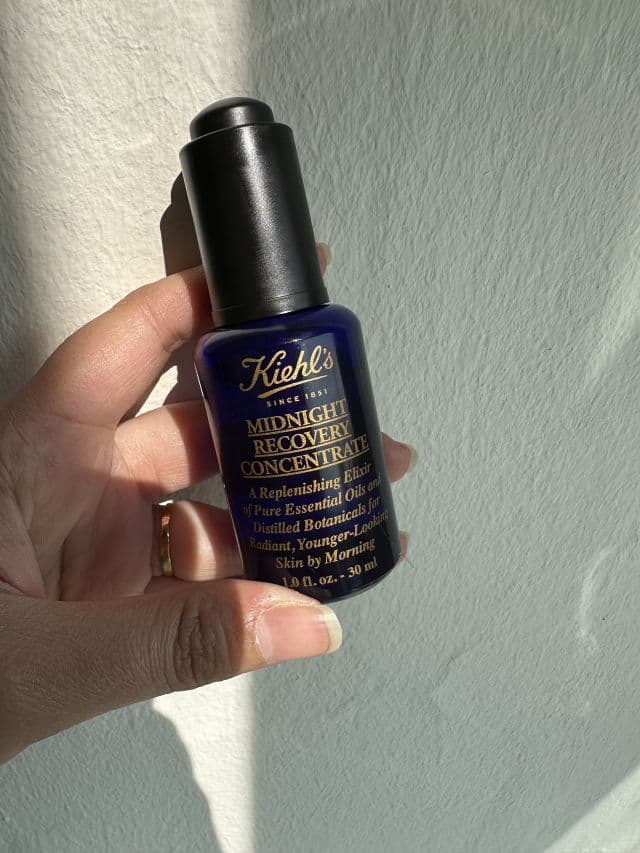 Kiehl's
SINCE 1851
MIDNIGHT
RECOVERY
CONCENTRATE
A Replenishing Elixir
of Pure Essential Oils and
Distilled Botanicals for
Radiant, Younger-Looking
Skin by Morning
1.0 fl. oz. - 30 ml